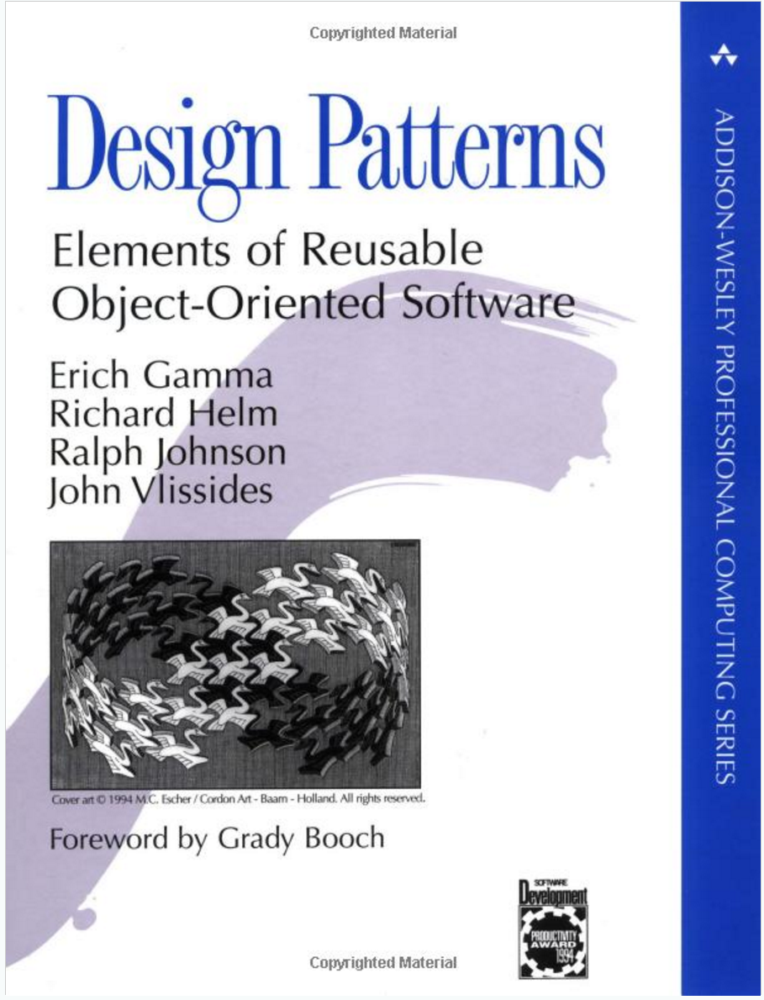 Copyrighted Material
Design Patterns
Elements of Reusable
Object-Oriented Software
Erich Gamma
Richard Helm
Ralph Johnson
John Vlissides
Cover art © 1994 M.C. Escher / Cordon Art - Baarn - Holland. All rights reserved.
Foreword by Grady Booch
SOFTWARE
Development
PRODUCTIVITY
AWARD
1994
Copyrighted Material
ADDISON-WESLEY PROFESSIONAL COMPUTING SERIES